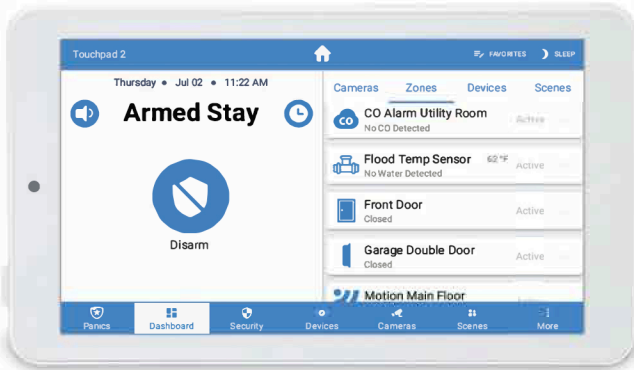 Touchpad 2
FAVORITES
SLEEP
Thursday • Jul 02 • 11:22 AM
Armed Stay
Disarm
Cameras Zones Devices Scenes
CO
CO Alarm Utility Room
No CO Detected
Active
Flood Temp Sensor 62 °F
No Water Detected
Active
Front Door
Closed
Active
Garage Double Door
Closed
Active
Motion Main Floor
Panics Dashboard Security Devices Cameras Scenes More